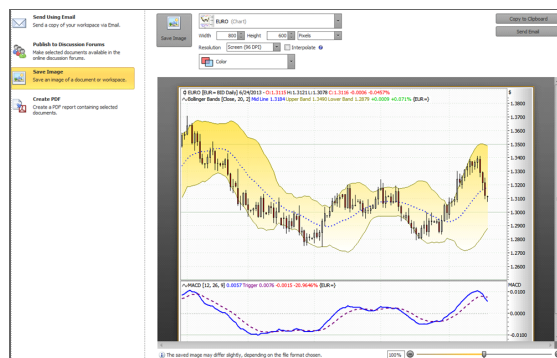 Send Using Email
Send a copy of your workspace via Email.
Publish to Discussion Forums
Make selected documents available in the
online discussion forums.
Save Image
Save an image of a document or workspace.
Create PDF
Create a PDF report containing selected
documents.
Save Image
EURO (Chart)
Width 800 Height 600 Pixels
Resolution Screen (96 DPI) Interpolate
Color
Copy to Clipboard
Send Email
EURO [EUR= BID Daily] 6/24/2013 - O:1.3115 H:1.3121 L:1.3078 C:1.3116 -0.0006 -0.0457%
Bollinger Bands [Close, 20, 2] Mid Line 1.3184 Upper Band 1.3490 Lower Band 1.2879 +0.0009 +0.071% (EUR=)
$
1.3800
1.3700
1.3600
1.3500
1.3400
1.3300
1.3200
1.3100
1.3000
1.2900
1.2800
1.2700
1.2600
MACD [12, 26, 9] 0.0057 Trigger 0.0076 -0.0015 -20.9646% (EUR=)
MACD
0.0100
0.0000
-0.0100
The saved image may differ slightly, depending on the file format chosen.
100%